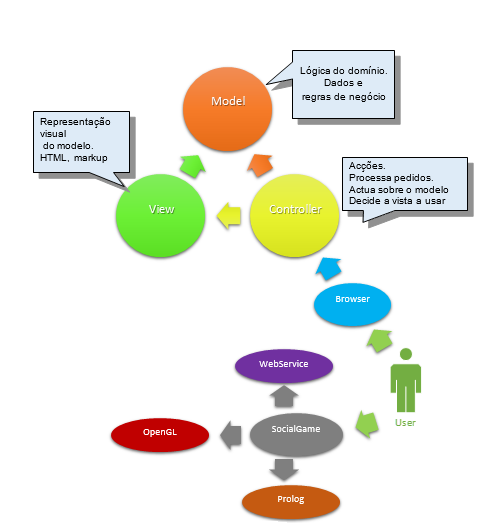 Model
Lógica do domínio.
Dados e
regras de negócio
Representação
visual
do modelo.
HTML, markup
View
Controller
Acções.
Processa pedidos.
Actua sobre o modelo
Decide a vista a usar
Browser
WebService
User
OpenGL
SocialGame
Prolog